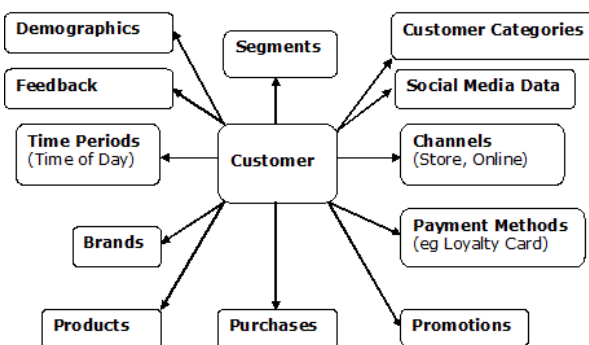 Demographics
Segments
Customer Categories
Feedback
Social Media Data
Time Periods
(Time of Day)
Customer
Channels
(Store, Online)
Brands
Payment Methods
(eg Loyalty Card)
Products
Purchases
Promotions